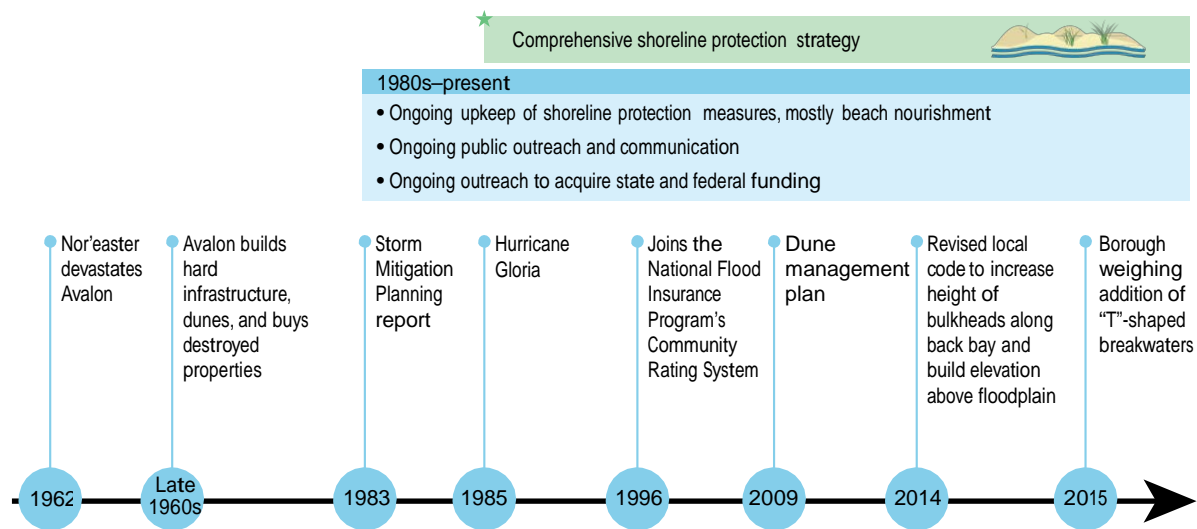 Comprehensive shoreline protection strategy
1980s–present
• Ongoing upkeep of shoreline protection measures, mostly beach nourishment
• Ongoing public outreach and communication
• Ongoing outreach to acquire state and federal funding
Nor’easter
devastates
Avalon
Avalon builds
hard
infrastructure,
dunes, and buys
destroyed
properties
Storm
Mitigation
Planning
report
Hurricane
Gloria
Joins the
National Flood
Insurance
Program’s
Community
Rating System
Dune
management
plan
Revised local
code to increase
height of
bulkheads along
back bay and
build elevation
above floodplain
Borough
weighing
addition of
“T”-shaped
breakwaters
1962
Late
1960s
1983
1985
1996
2009
2014
2015